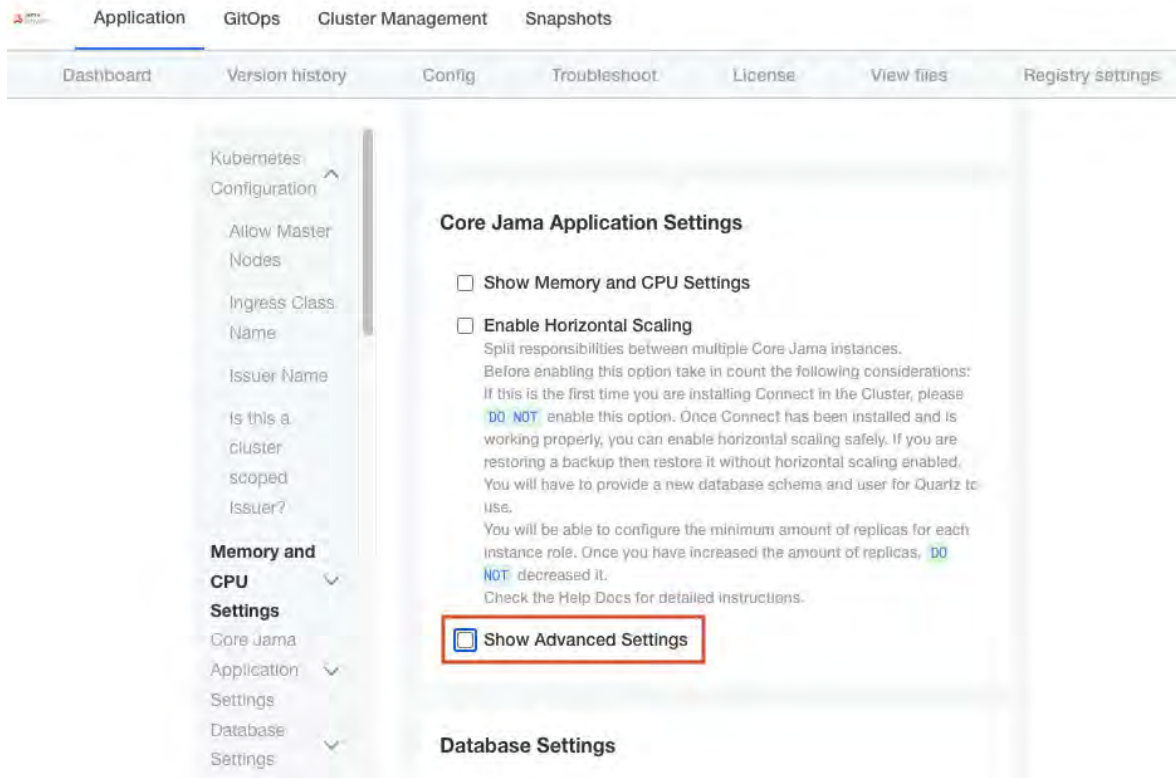 Application GitOps Cluster Management Snapshots
Dashboard Version history Config Troubleshoot License View files Registry settings
Kubernetes
Configuration
Allow Master
Nodes
Ingress Class
Name
Issuer Name
Is this a
cluster
scoped
Issuer?
Memory and
CPU
Settings
Core Jama
Application
Settings
Database
Settings
Core Jama Application Settings
Show Memory and CPU Settings
Enable Horizontal Scaling
Split responsibilities between multiple Core Jama instances.
Before enabling this option take in count the following considerations:
If this is the first time you are installing Connect in the Cluster, please
DO NOT enable this option. Once Connect has been installed and is
working properly, you can enable horizontal scaling safely. If you are
restoring a backup then restore it without horizontal scaling enabled.
You will have to provide a new database schema and user for Quartz to
use.
You will be able to configure the minimum amount of replicas for each
instance role. Once you have increased the amount of replicas, DO
NOT decreased it.
Check the Help Docs for detailed instructions.
Show Advanced Settings
Database Settings